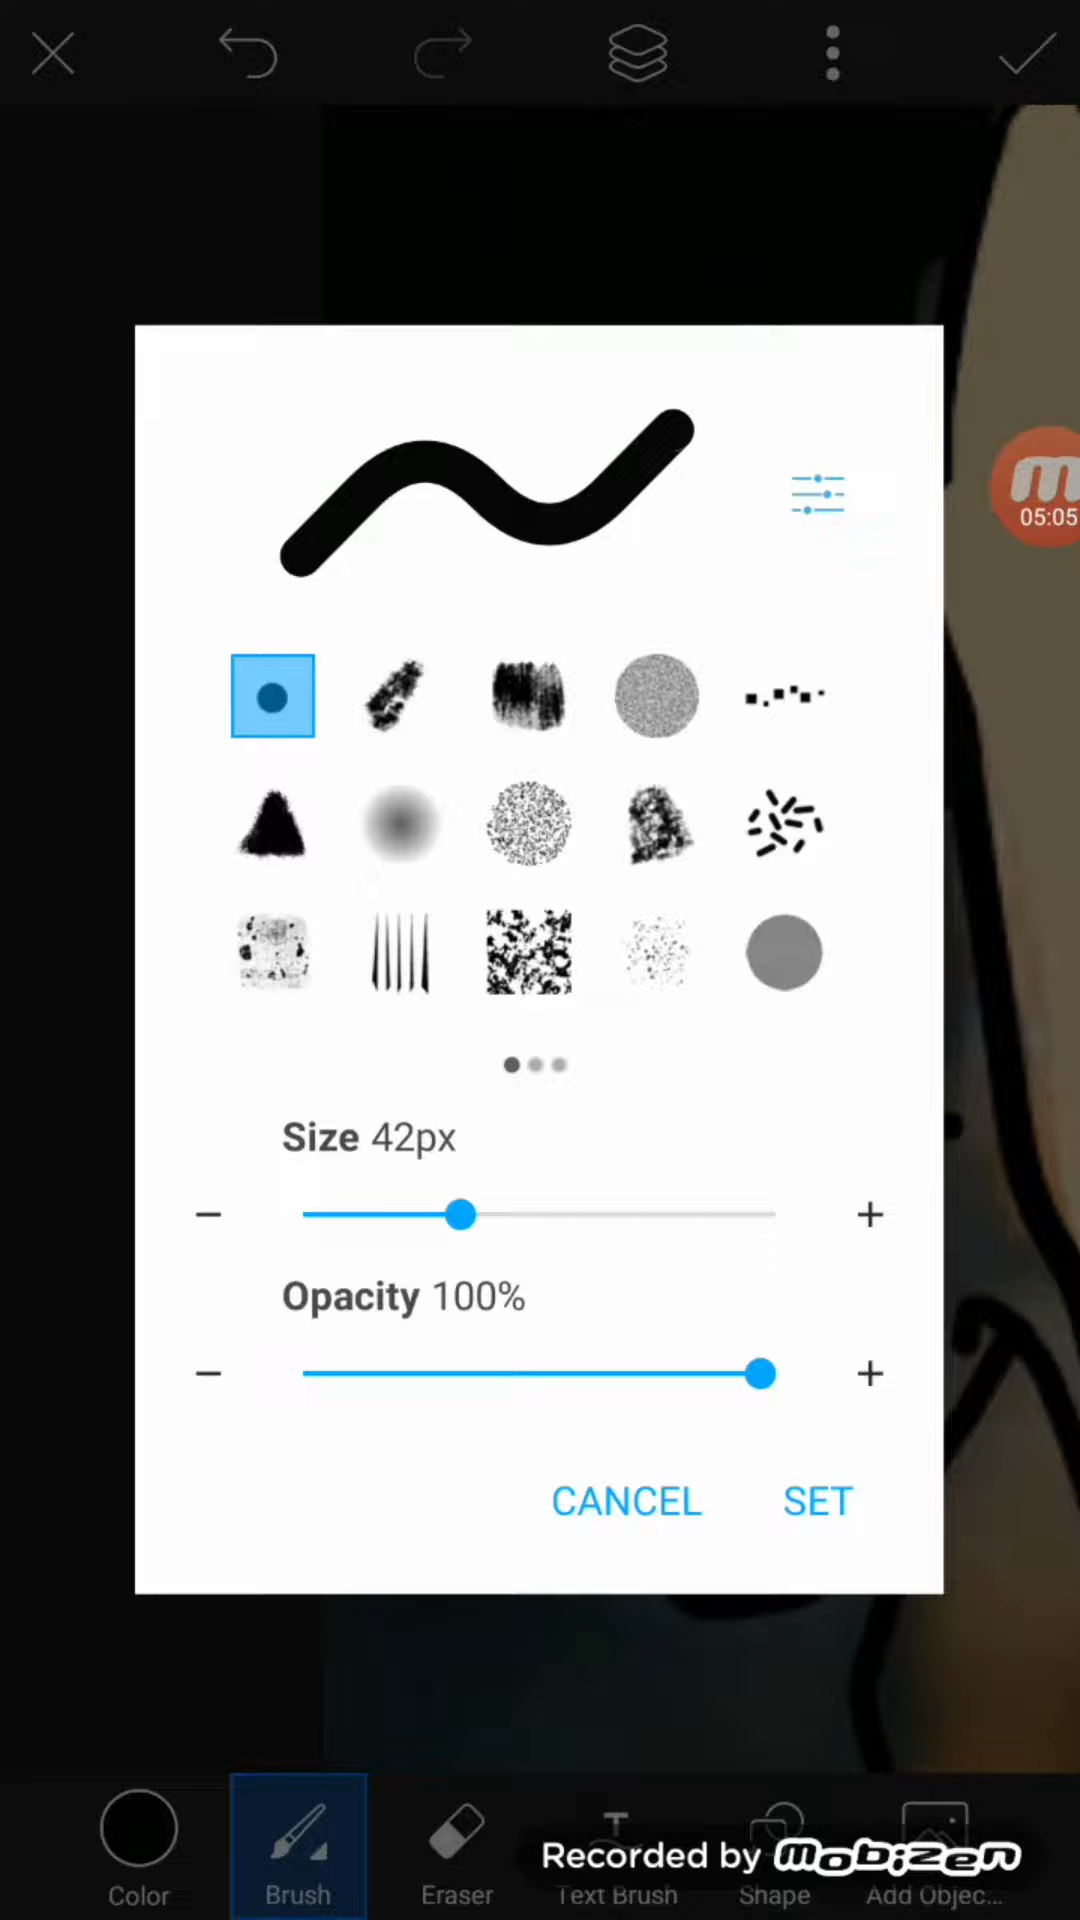 05:05
Size 42px
Opacity 100%
CANCEL SET
Recorded by mobizen
Color Brush Eraser Text Brush Shape Add Objec...